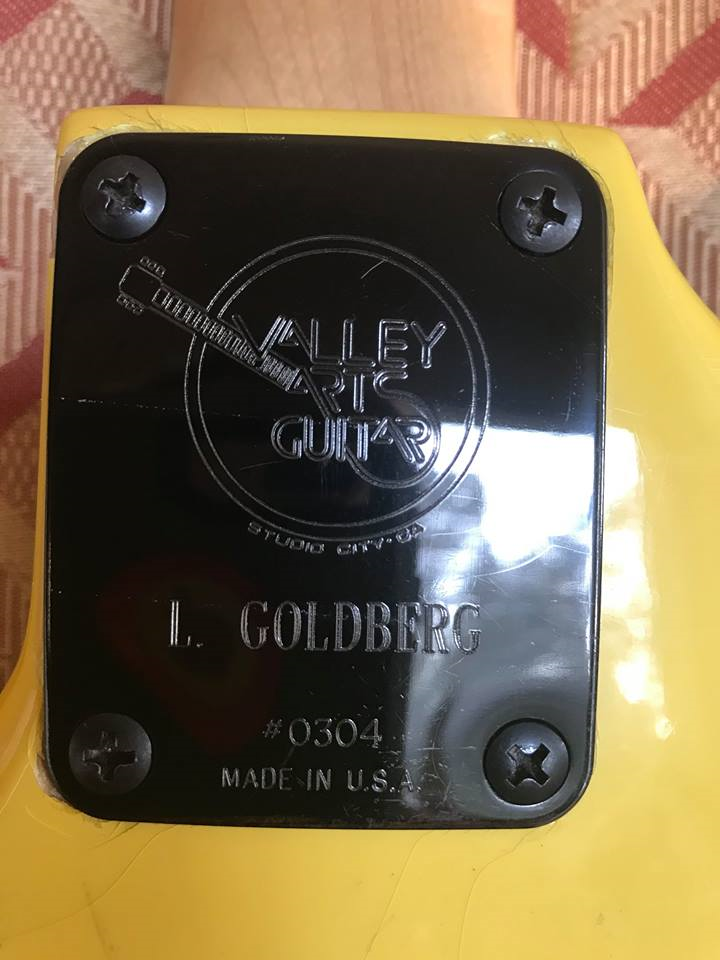 VALLEY
ARTS
GUITAR
STUDIO CITY•CA
L. GOLDBERG
#0304
MADE IN U.S.A.